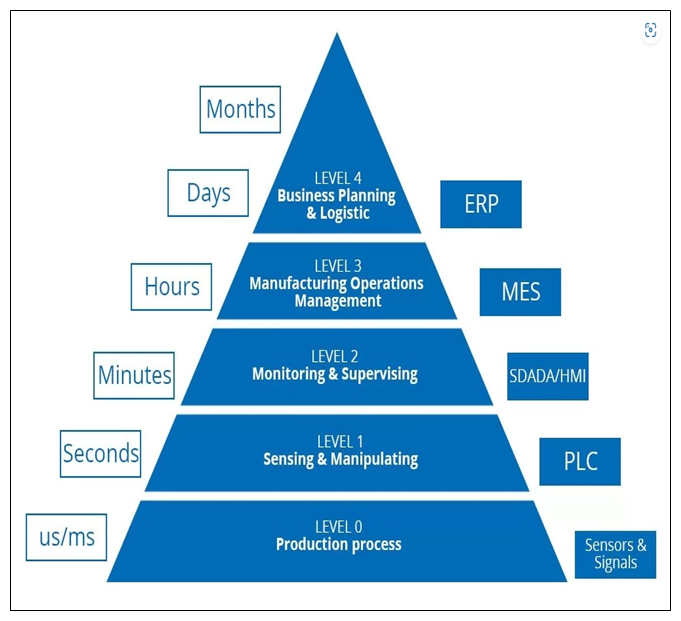 Months
Days
LEVEL 4
Business Planning
& Logistic
ERP
Hours
LEVEL 3
Manufacturing Operations
Management
MES
Minutes
LEVEL 2
Monitoring & Supervising
SDADA/HMI
Seconds
LEVEL 1
Sensing & Manipulating
PLC
us/ms
LEVEL 0
Production process
Sensors &
Signals